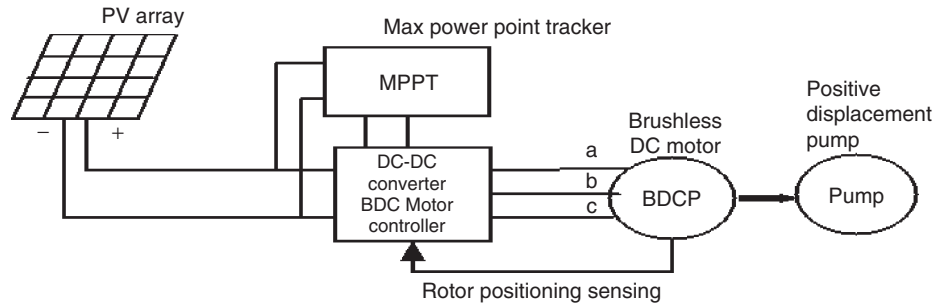 PV array
Max power point tracker
MPPT
− +
DC-DC
converter
BDC Motor
controller
a
b
c
Brushless
DC motor
BDCP
Positive
displacement
pump
Pump
Rotor positioning sensing